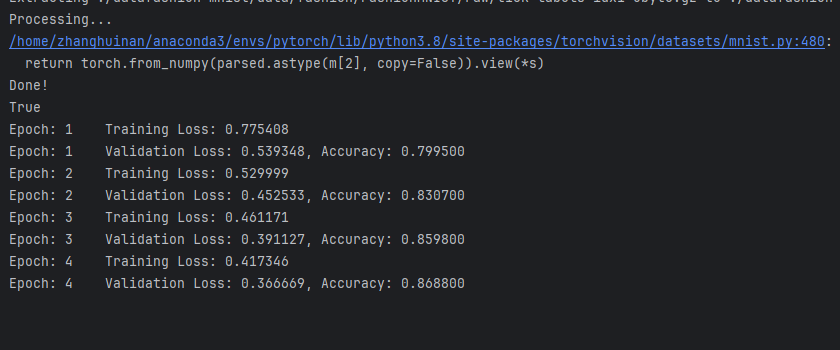 Processing...
/home/zhanghuinan/anaconda3/envs/pytorch/lib/python3.8/site-packages/torchvision/datasets/mnist.py:480:
return torch.from_numpy(parsed.astype(m[2], copy=False)).view(*s)
Done!
True
Epoch: 1 Training Loss: 0.775408
Epoch: 1 Validation Loss: 0.539348, Accuracy: 0.799500
Epoch: 2 Training Loss: 0.529999
Epoch: 2 Validation Loss: 0.452533, Accuracy: 0.830700
Epoch: 3 Training Loss: 0.461171
Epoch: 3 Validation Loss: 0.391127, Accuracy: 0.859800
Epoch: 4 Training Loss: 0.417346
Epoch: 4 Validation Loss: 0.366669, Accuracy: 0.868800